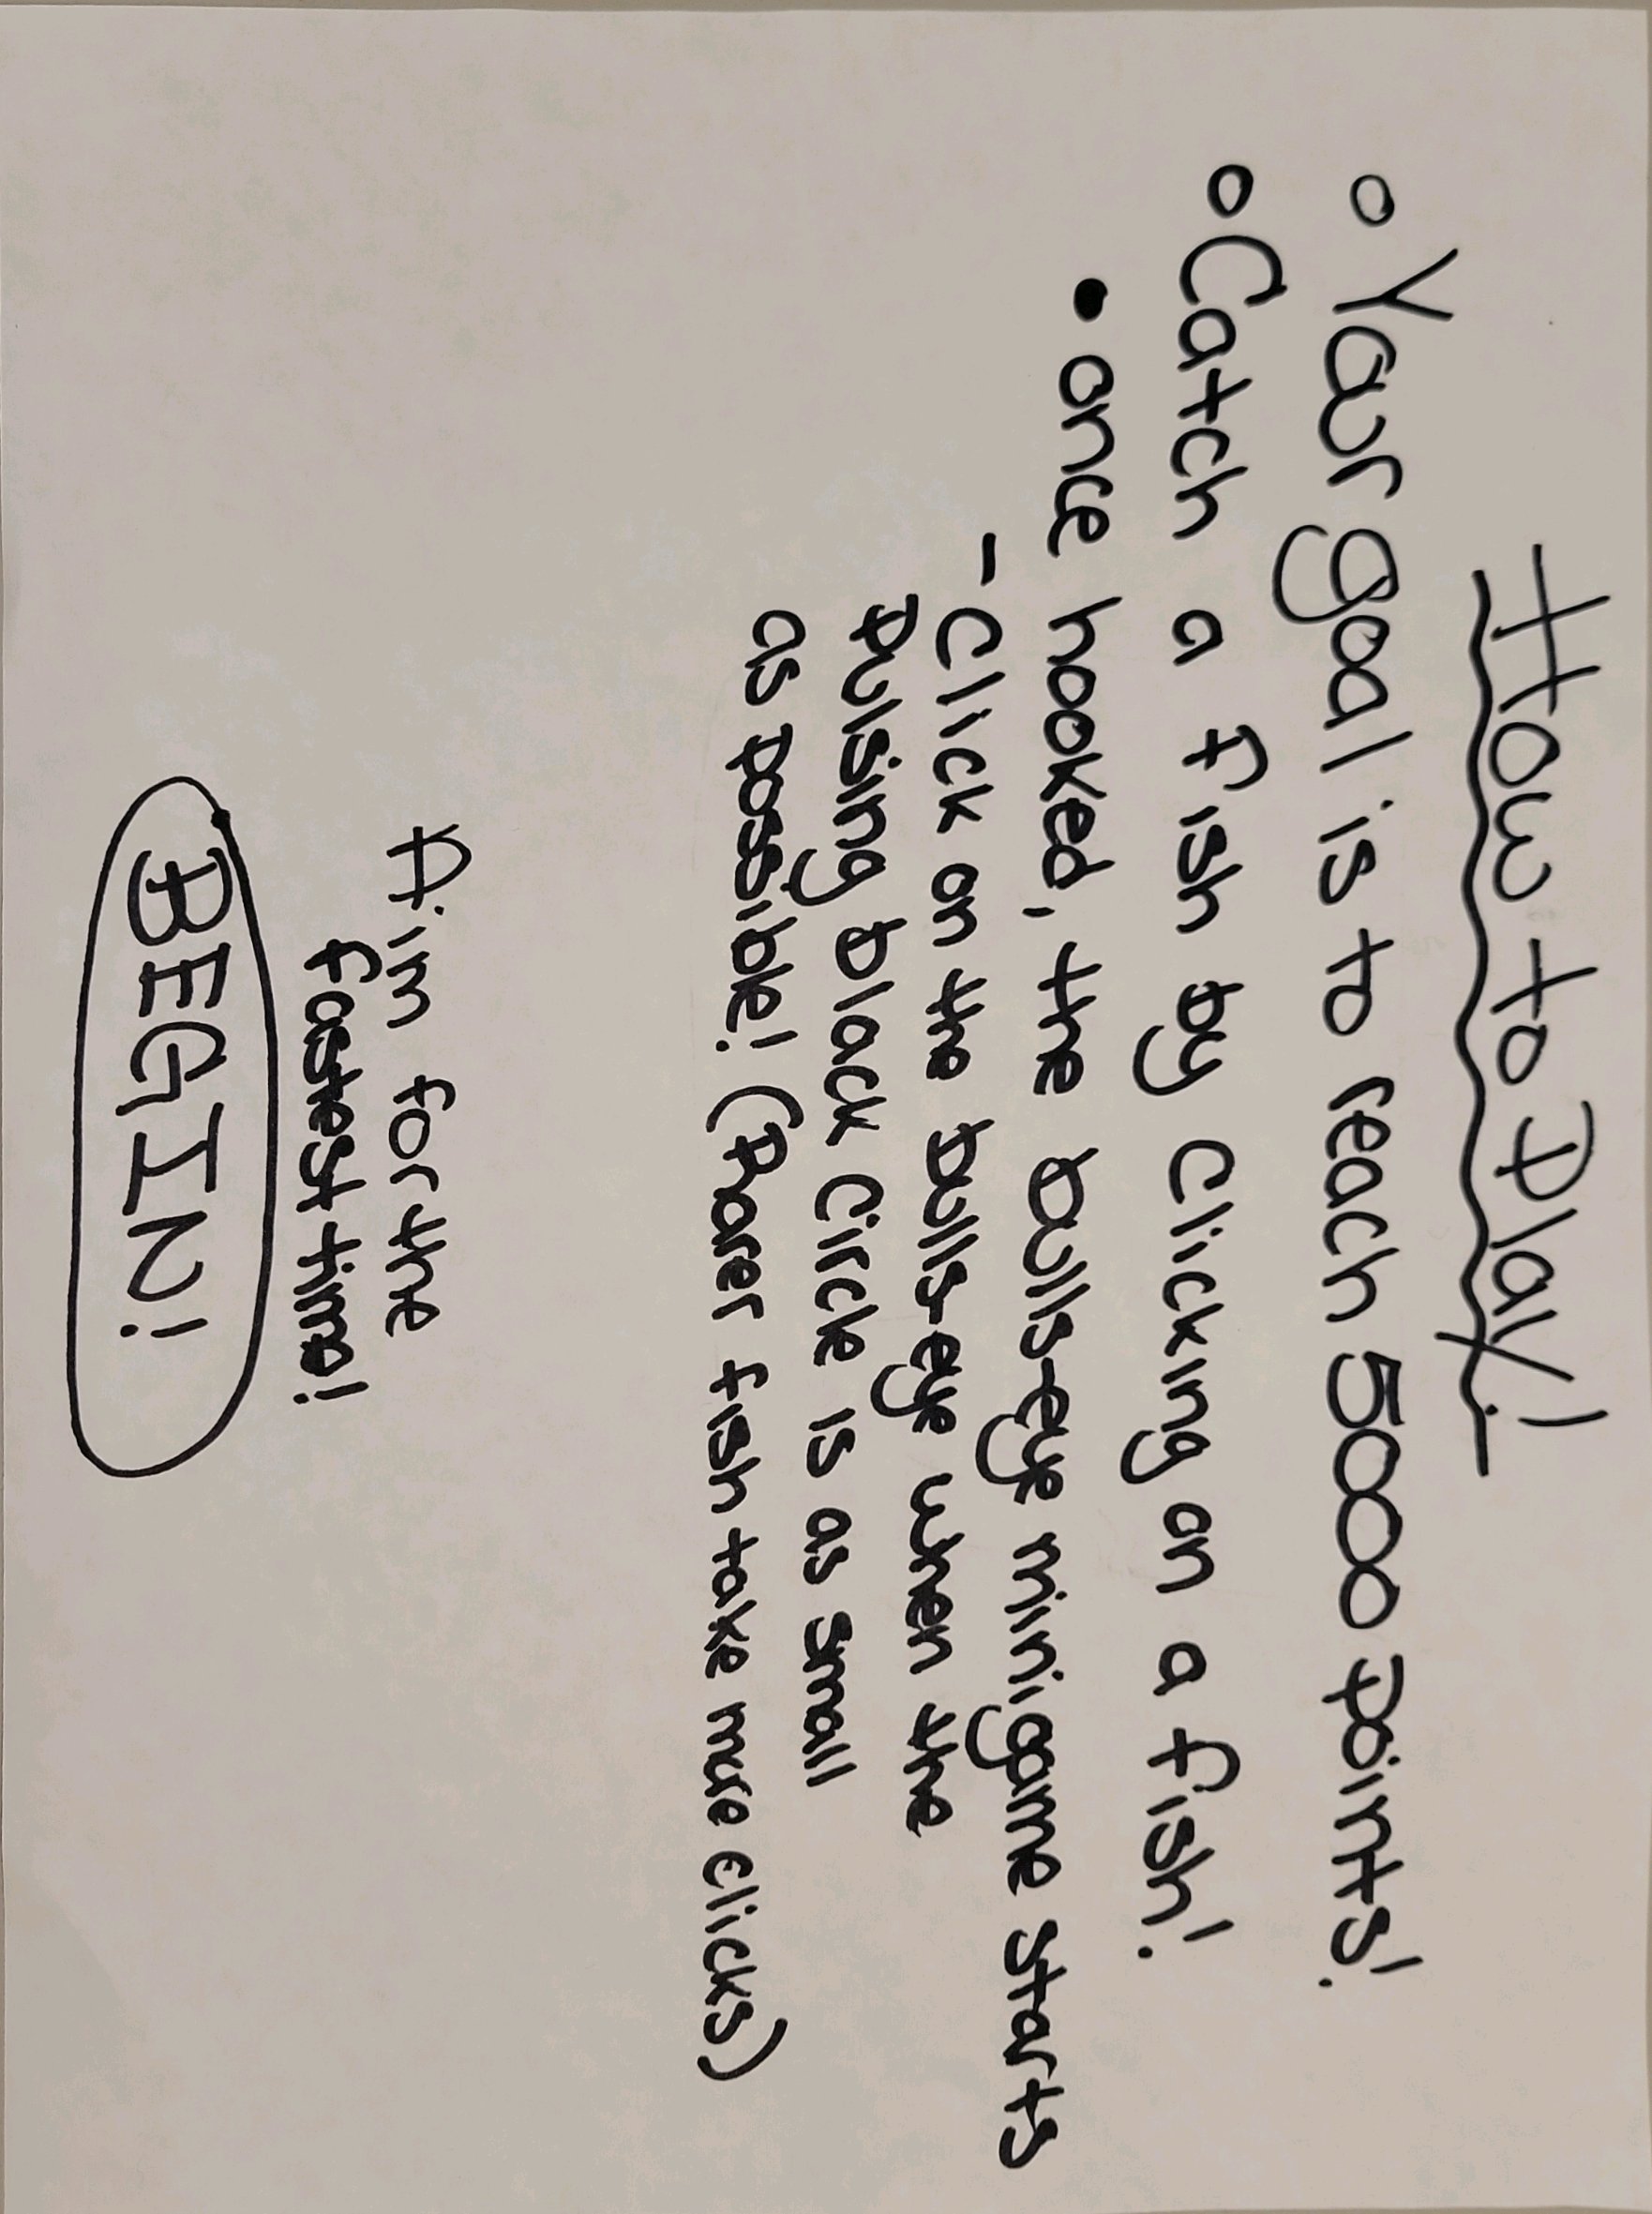 How to Play!
○ Your goal is to reach 5000 points!
○ Catch a fish by Clicking on a fish!
• once hooked, the bulls-eye minigame starts
- Click on the bulls-eye when the
Pulsing black Circle is as small
as possible! (Rarer fish take more clicks)
Aim for the
fastest time!
BEGIN!